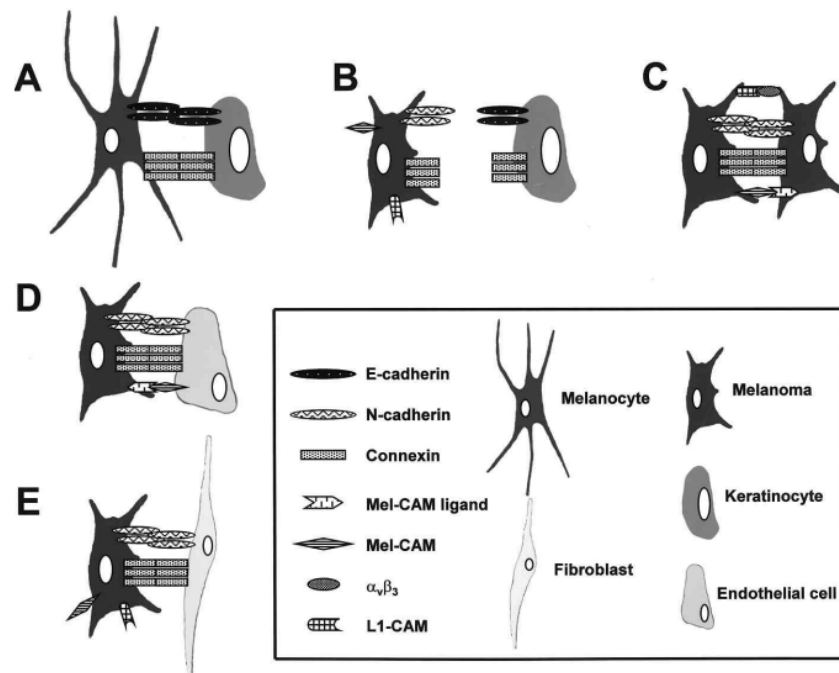 A
B
C
D
E
E-cadherin
N-cadherin
Connexin
Mel-CAM ligand
Mel-CAM
αvβ3
L1-CAM
Melanocyte
Fibroblast
Melanoma
Keratinocyte
Endothelial cell